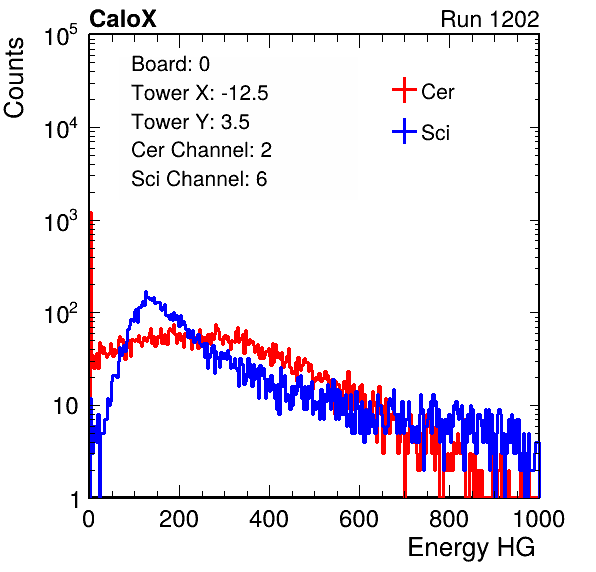 CaloX Run 1202
Counts
10^5
10^4
10^3
10^2
10
1
Board: 0
Tower X: -12.5
Tower Y: 3.5
Cer Channel: 2
Sci Channel: 6
Cer
Sci
0 200 400 600 800 1000
Energy HG